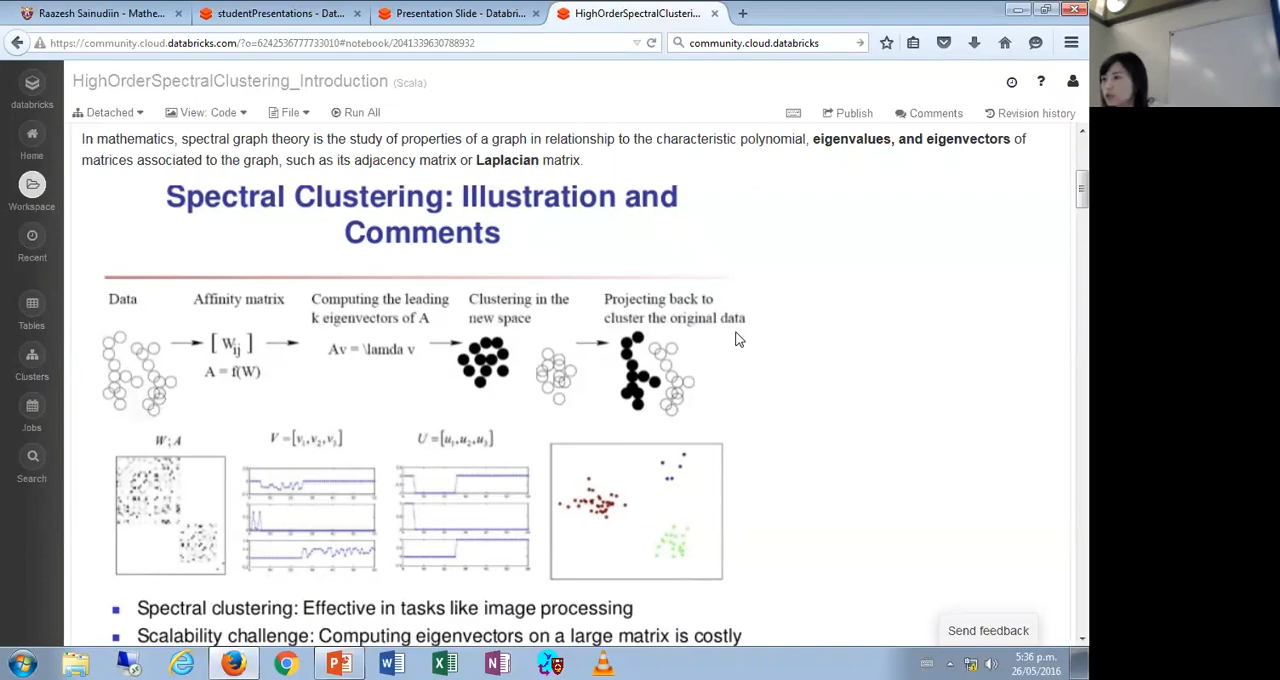 Raazesh Sainudiin - Mathe...
studentPresentations - Dat...
Presentation Slide - Databri...
HighOrderSpectralClusterin...
https://community.cloud.databricks.com/?o=6242536777733010#notebook/2041339630788932
community.cloud.databricks
databricks
Home
Workspace
Recent
Tables
Clusters
Jobs
Search
HighOrderSpectralClustering_Introduction (Scala)
Detached
View: Code
File
Run All
Publish
Comments
Revision history
In mathematics, spectral graph theory is the study of properties of a graph in relationship to the characteristic polynomial, eigenvalues, and eigenvectors of
matrices associated to the graph, such as its adjacency matrix or Laplacian matrix.
Spectral Clustering: Illustration and
Comments
Data
Affinity matrix
Computing the leading
k eigenvectors of A
Clustering in the
new space
Projecting back to
cluster the original data
[ Wij ]
A = f(W)
Av = \lamda v
W; A
V = [v1,v2,v3]
U = [u1,u2,u3]
Spectral clustering: Effective in tasks like image processing
Scalability challenge: Computing eigenvectors on a large matrix is costly
Send feedback
5:36 p.m.
26/05/2016